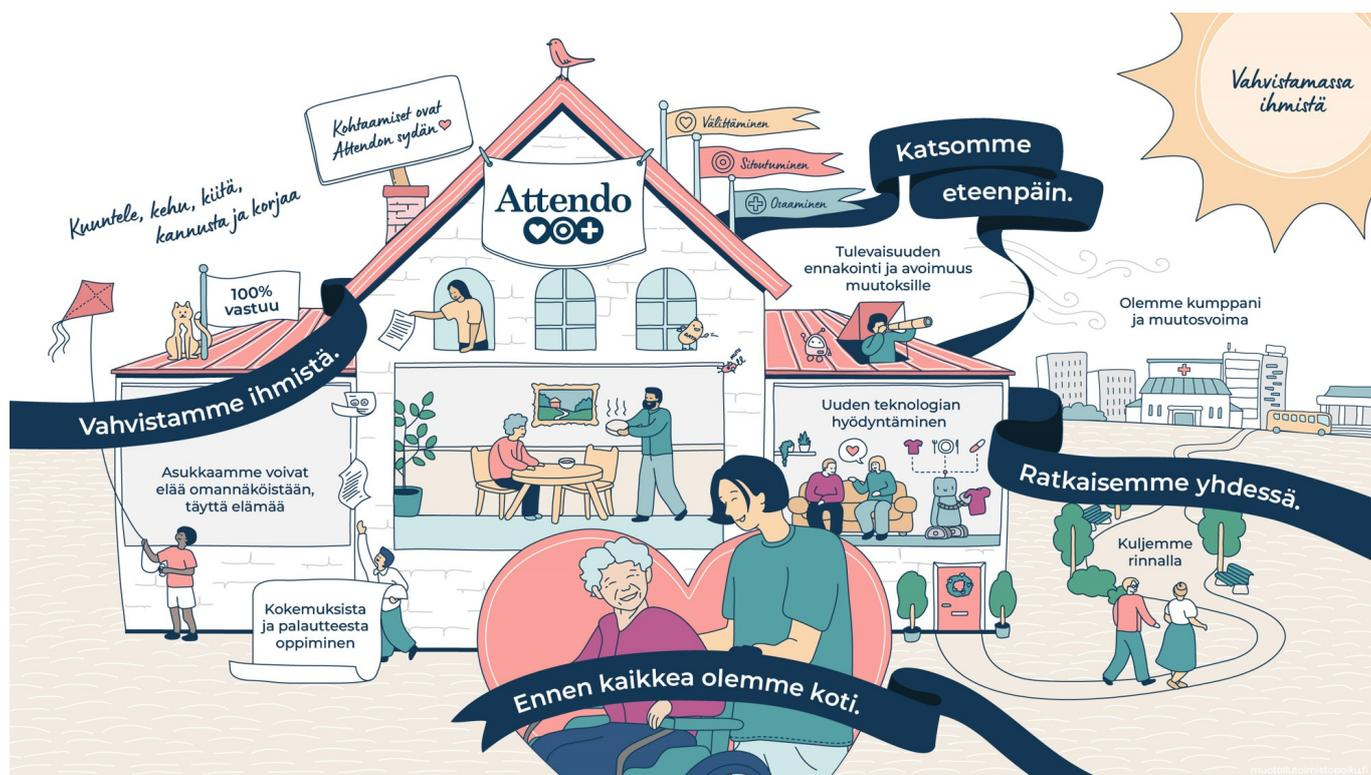 Vahvistamassa
ihmistä
Kohtaamiset ovat
Attendon sydän
Välittäminen
Sitoutuminen
Osaaminen
Katsomme
eteenpäin.
Attendo
Kuuntele, kehu, kiitä,
kannusta ja korjaa
Tulevaisuuden
ennakointi ja avoimuus
muutoksille
100%
vastuu
Olemme kumppani
ja muutosvoima
Vahvistamme ihmistä.
Uuden teknologian
hyödyntäminen
Asukkaamme voivat
elää omannäköistään,
täyttä elämää
Ratkaisemme yhdessä.
Kuljemme
rinnalla
Kokemuksista
ja palautteesta
oppiminen
Ennen kaikkea olemme koti.